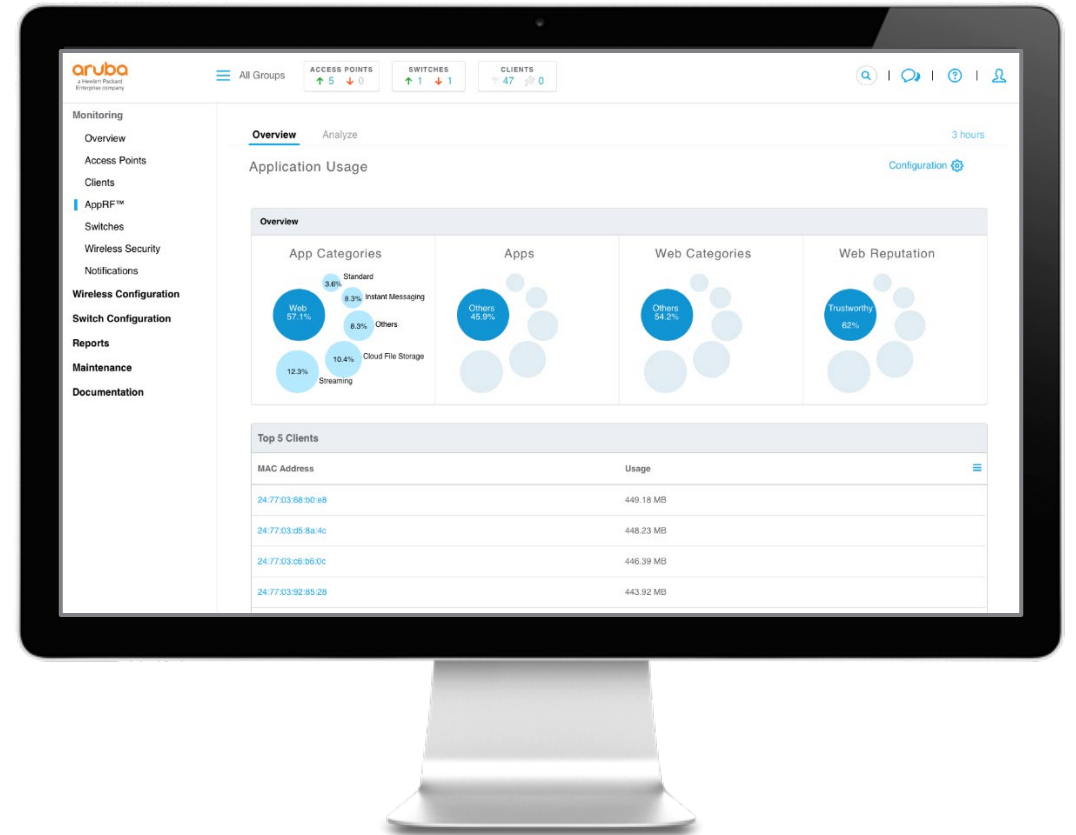 aruba
a Hewlett Packard
Enterprise company
All Groups
ACCESS POINTS
5 0
SWITCHES
1 1
CLIENTS
47 0
Monitoring
Overview
Access Points
Clients
AppRF™
Switches
Wireless Security
Notifications
Wireless Configuration
Switch Configuration
Reports
Maintenance
Documentation
Overview Analyze 3 hours
Application Usage Configuration
Overview
App Categories
Standard
3.6%
8.3% Instant Messaging
Web
57.1%
8.3% Others
10.4% Cloud File Storage
12.3%
Streaming
Apps
Others
45.9%
Web Categories
Others
54.2%
Web Reputation
Trustworthy
62%
Top 5 Clients
MAC Address Usage
24:77:03:68:b0:e8 449.18 MB
24:77:03:d5:8a:4c 448.23 MB
24:77:03:c6:b6:0c 446.39 MB
24:77:03:92:85:28 443.92 MB